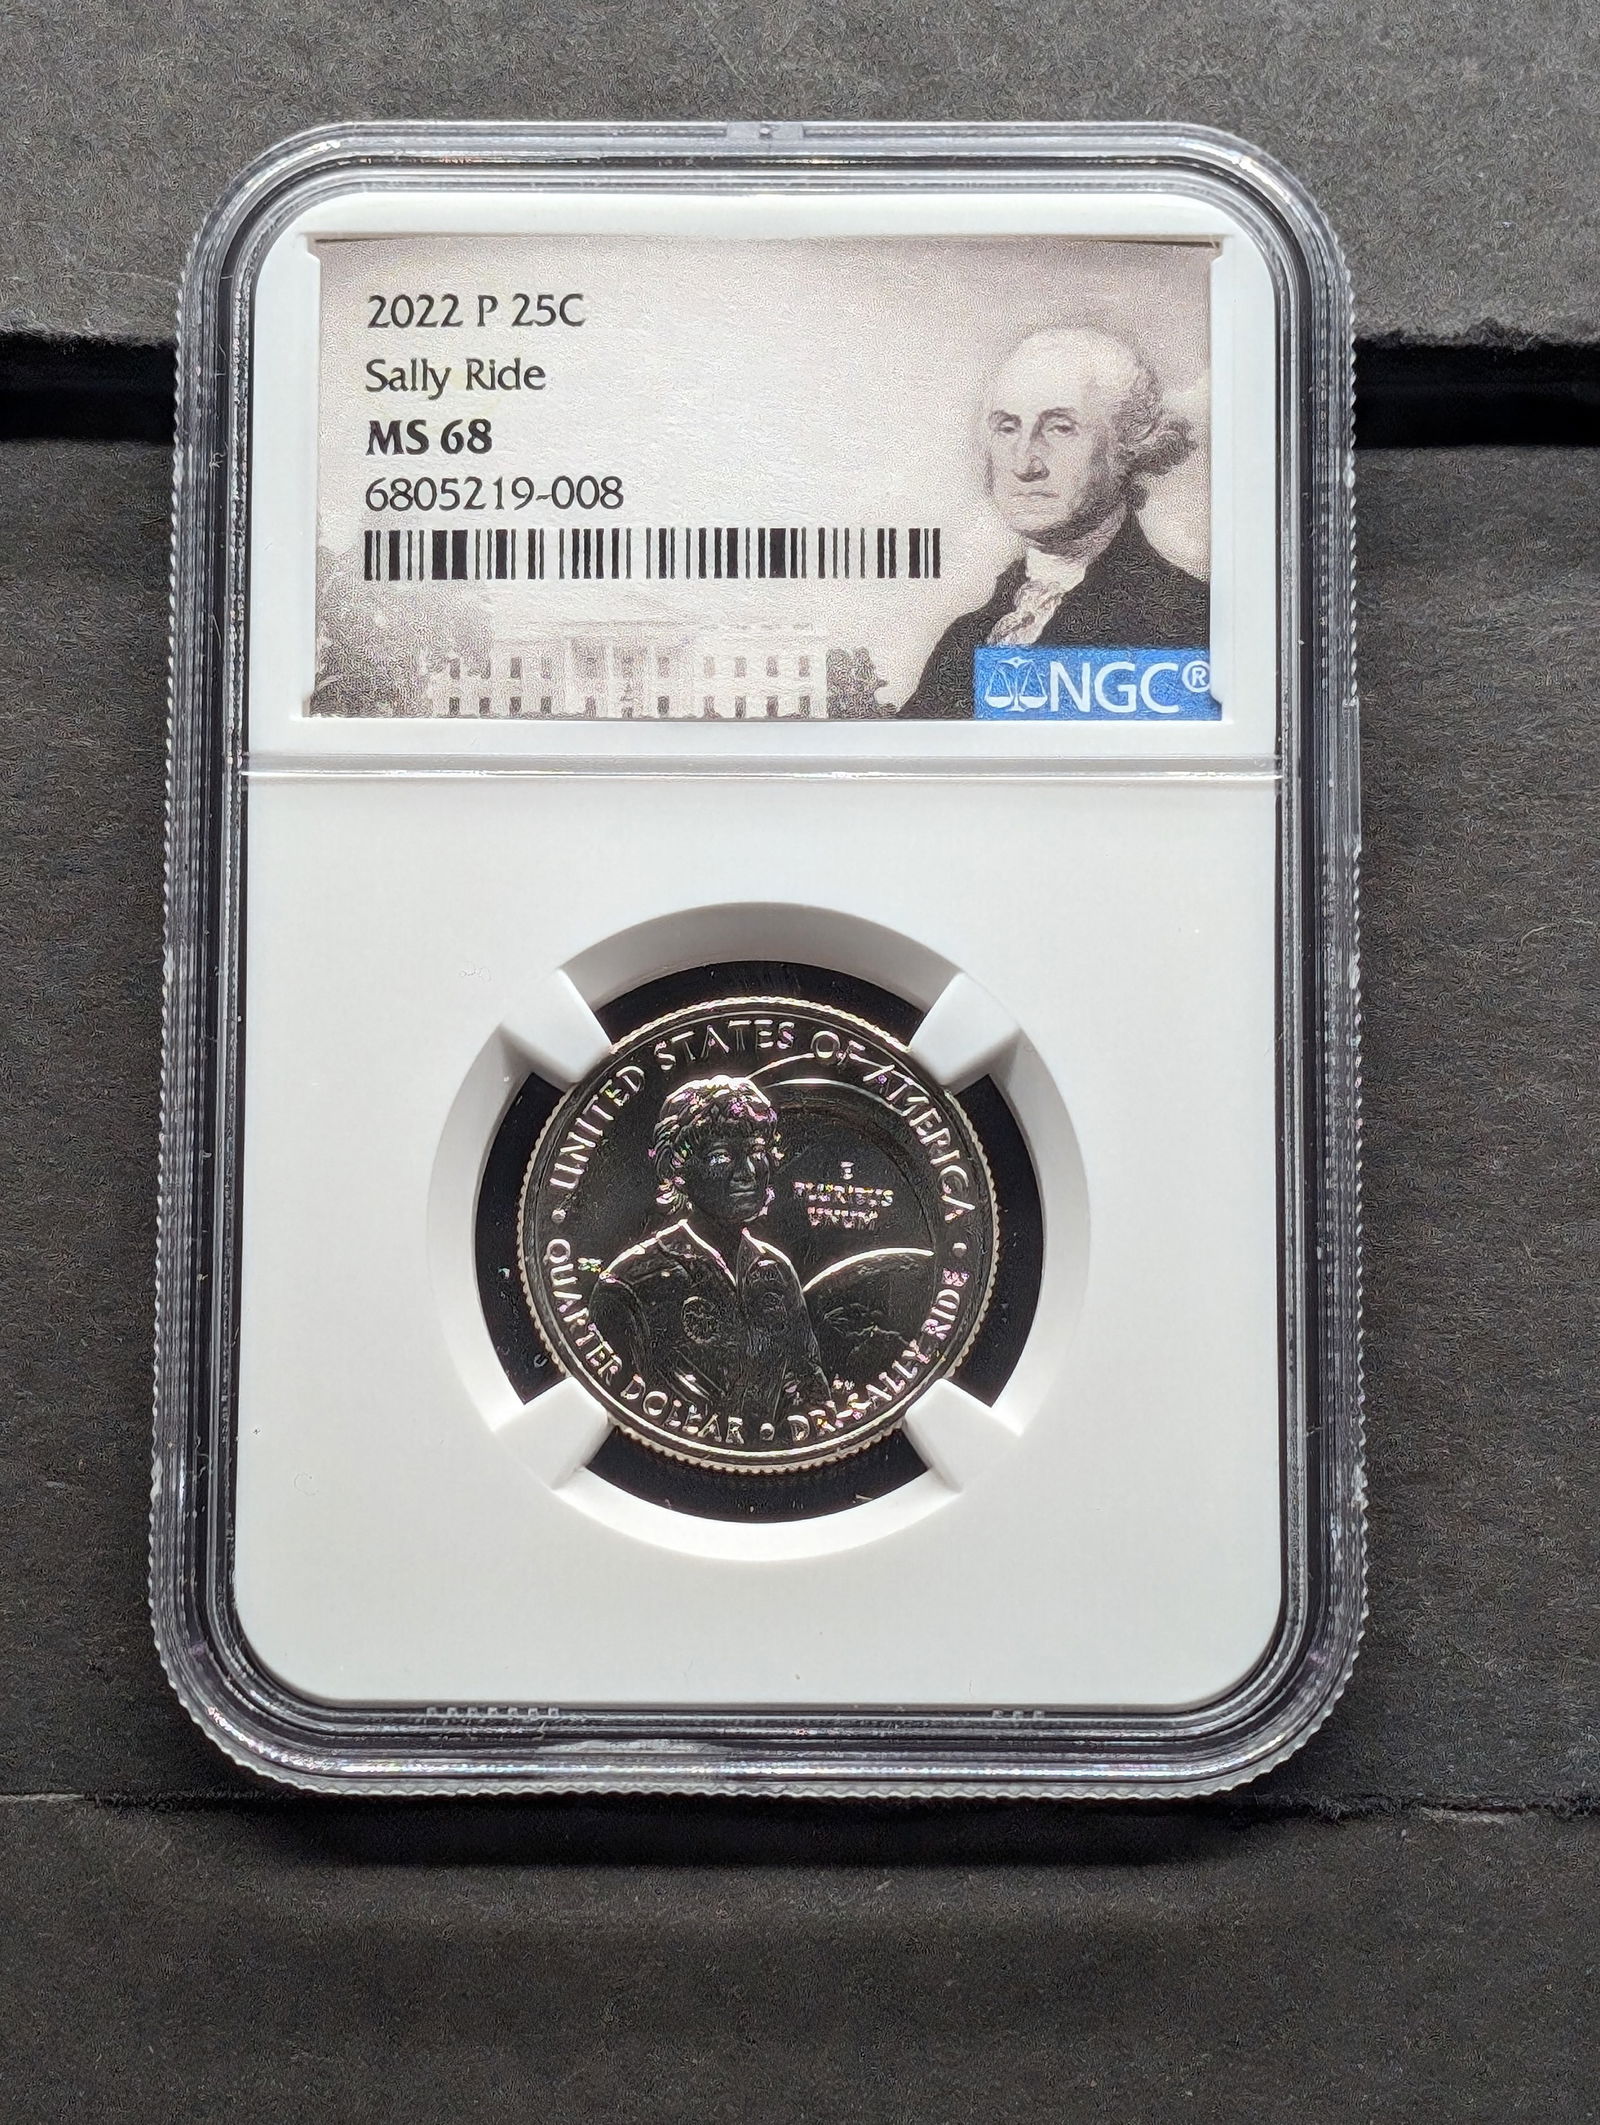 2022 P 25C
Sally Ride
MS 68
6805219-008
NGC®
UNITED STATES OF AMERICA
E
PLURIBUS
UNUM
QUARTER DOLLAR • DR. SALLY RIDE